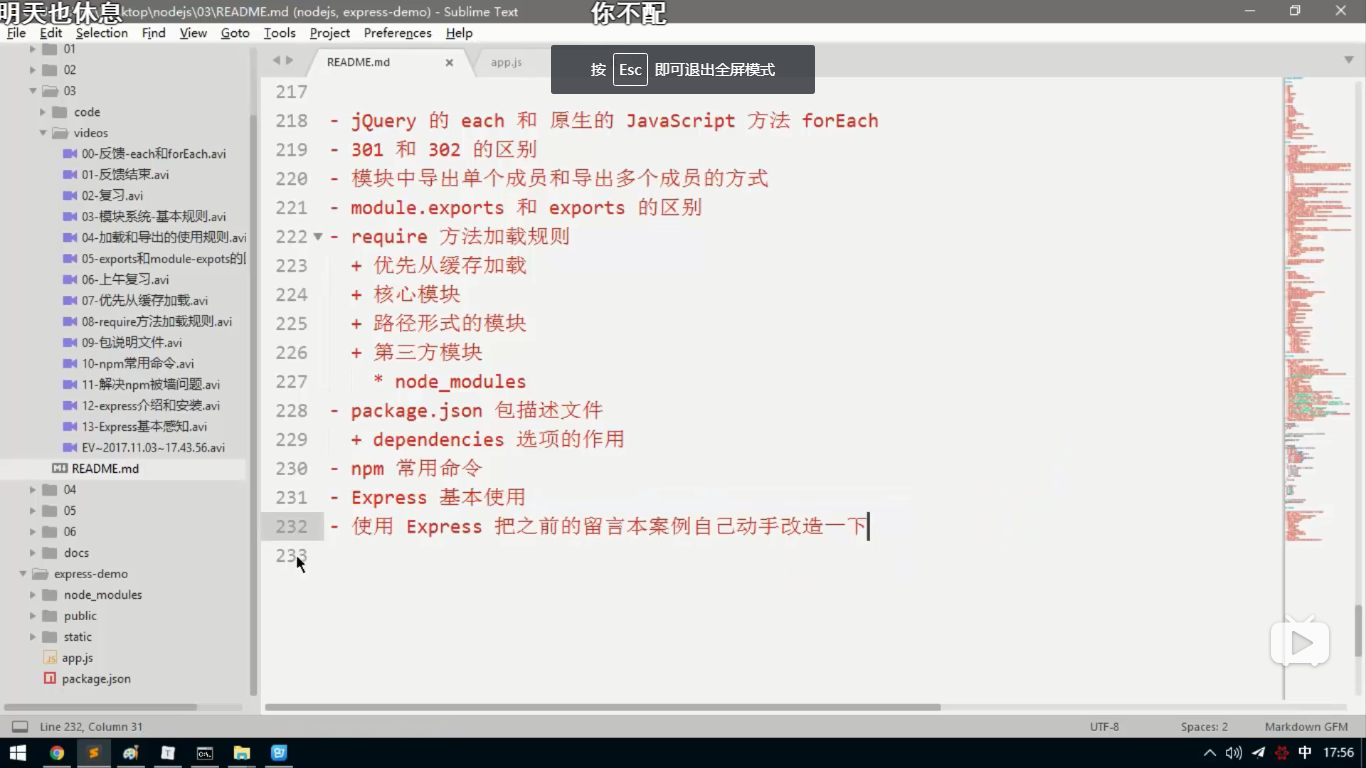 明天也休息
ktop\nodejs\03\README.md (nodejs, express-demo) - Sublime Text
你不配
File Edit Selection Find View Goto Tools Project Preferences Help
按 Esc 即可退出全屏模式
01
02
03
code
videos
00-反馈-each和forEach.avi
01-反馈结束.avi
02-复习.avi
03-模块系统-基本规则.avi
04-加载和导出的使用规则.avi
05-exports和module-expots的
06-上午复习.avi
07-优先从缓存加载.avi
08-require方法加载规则.avi
09-包说明文件.avi
10-npm常用命令.avi
11-解决npm被墙问题.avi
12-express介绍和安装.avi
13-Express基本感知.avi
EV~2017.11.03~17.43.56.avi
README.md
04
05
06
docs
express-demo
node_modules
public
static
app.js
package.json
README.md app.js
217
218 - jQuery 的 each 和 原生的 JavaScript 方法 forEach
219 - 301 和 302 的区别
220 - 模块中导出单个成员和导出多个成员的方式
221 - module.exports 和 exports 的区别
222 - require 方法加载规则
223 + 优先从缓存加载
224 + 核心模块
225 + 路径形式的模块
226 + 第三方模块
227 * node_modules
228 - package.json 包描述文件
229 + dependencies 选项的作用
230 - npm 常用命令
231 - Express 基本使用
232 - 使用 Express 把之前的留言本案例自己动手改造一下
233
Line 232, Column 31 UTF-8 Spaces: 2 Markdown GFM
中 17:56